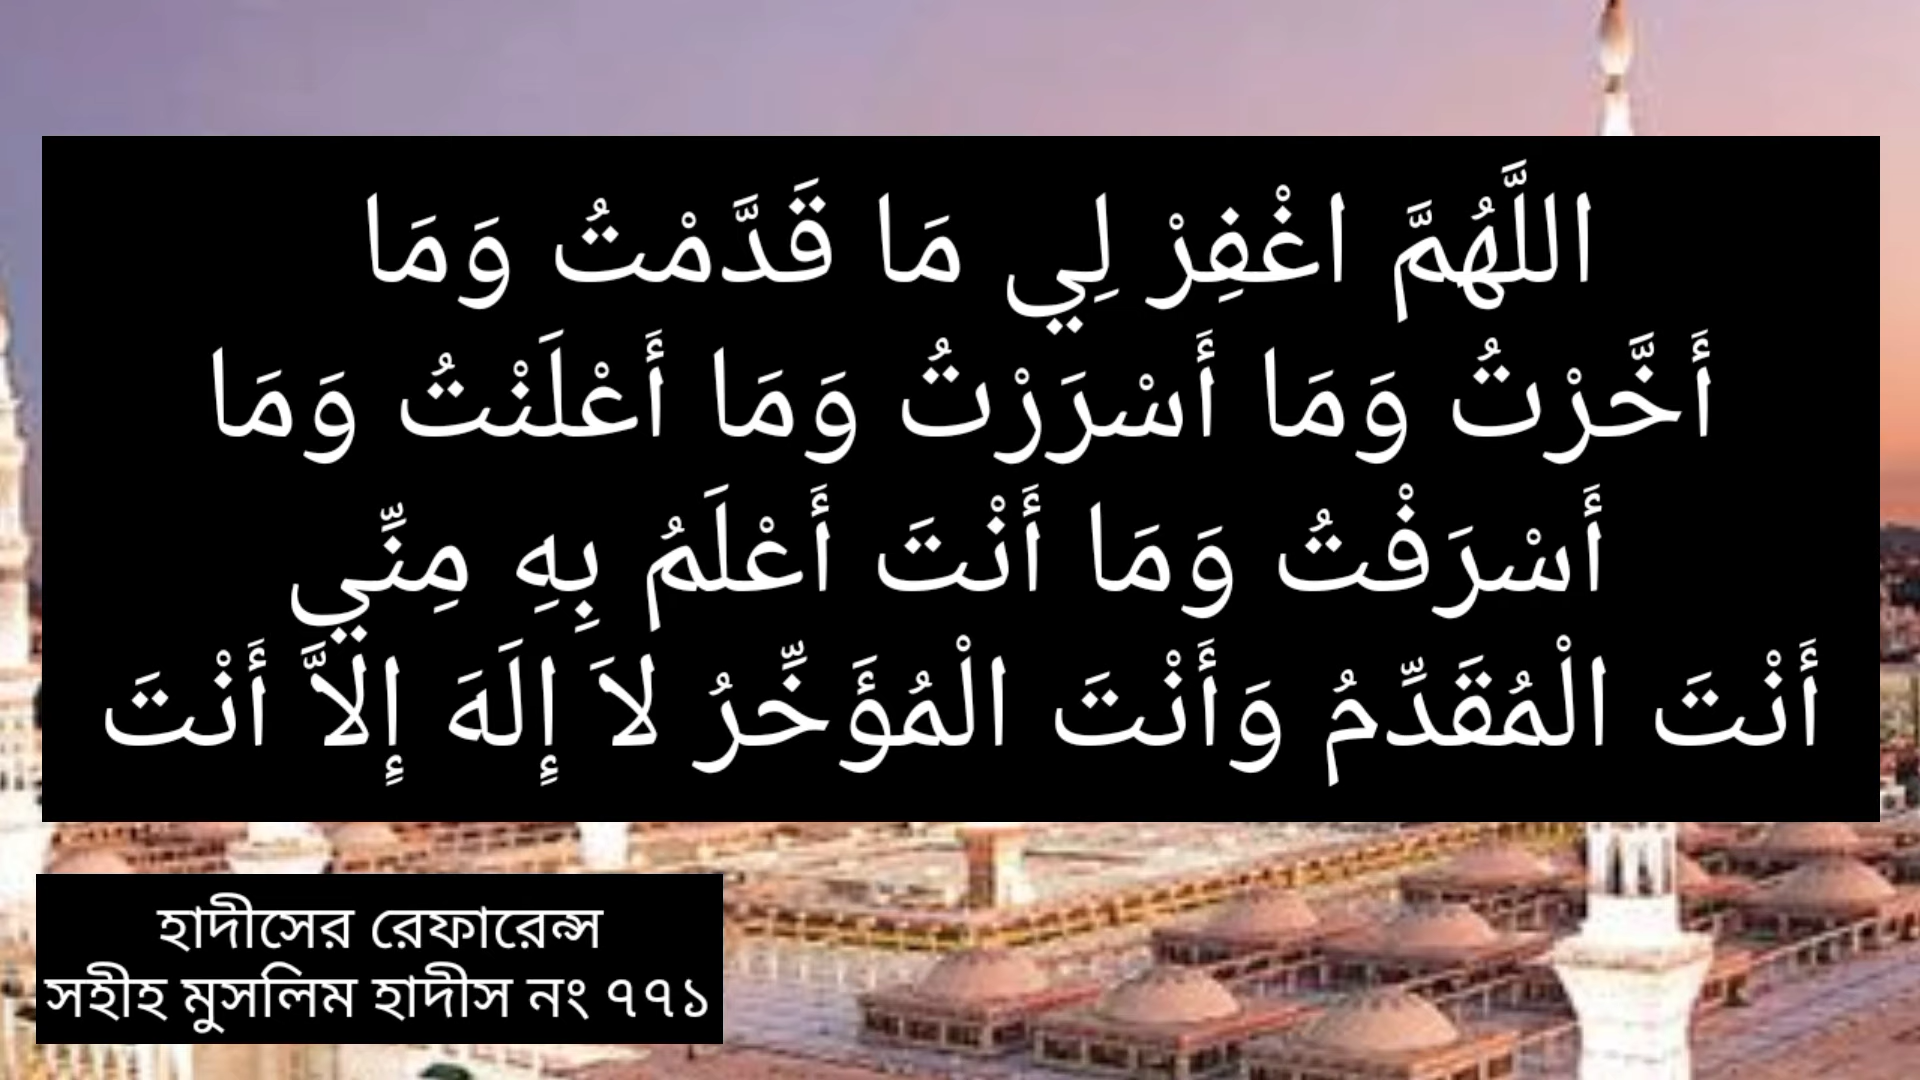 اللَّهُمَّ اغْفِرْ لِي مَا قَدَّمْتُ وَمَا
أَخَّرْتُ وَمَا أَسْرَرْتُ وَمَا أَعْلَنْتُ وَمَا
أَسْرَفْتُ وَمَا أَنْتَ أَعْلَمُ بِهِ مِنِّي
أَنْتَ الْمُقَدِّمُ وَأَنْتَ الْمُؤَخِّرُ لاَ إِلَهَ إِلاَّ أَنْتَ
হাদীসের রেফারেন্স
সহীহ মুসলিম হাদীস নং ৭৭১